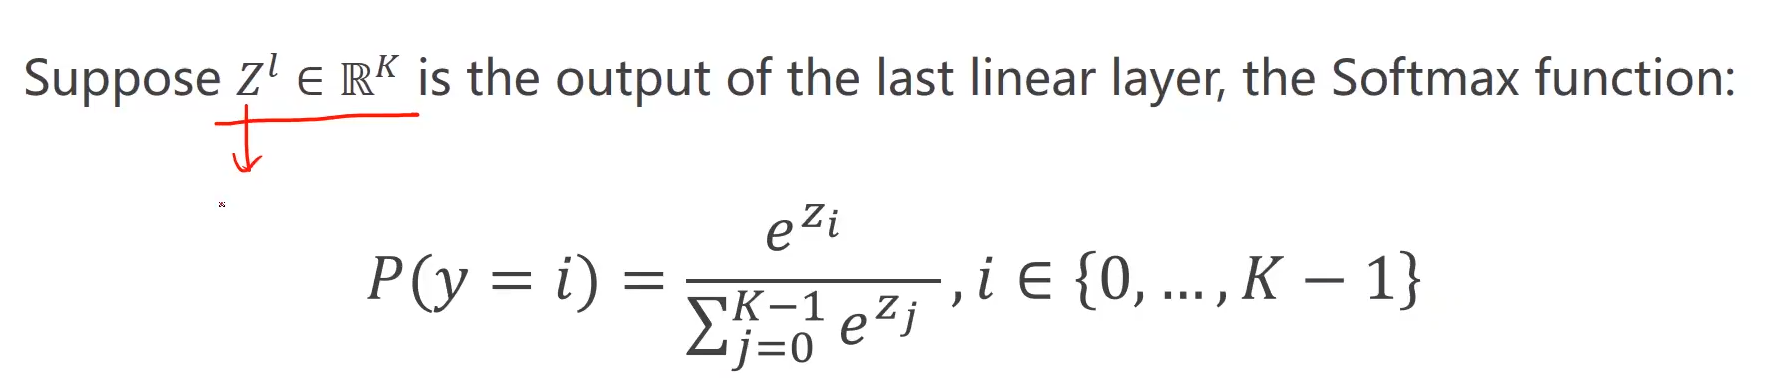 Suppose Z^l ∈ ℝ^K is the output of the last linear layer, the Softmax function:
P(y = i) = e^{z_i} / ∑_{j=0}^{K−1} e^{z_j}, i ∈ {0, …, K − 1}